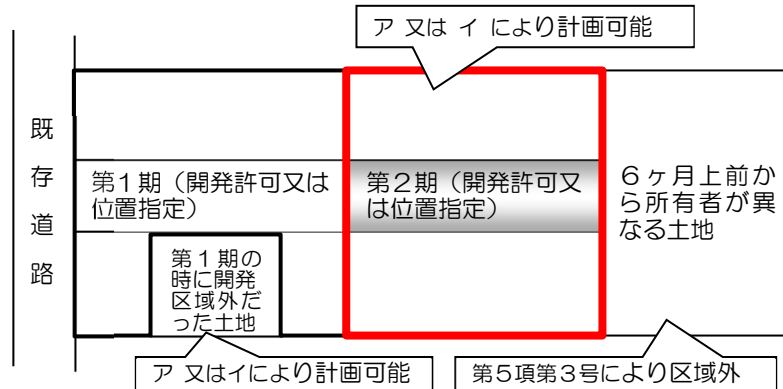 ア 又は イ により計画可能
既存道路
第1期(開発許可又は
位置指定)
第2期(開発許可又
は位置指定)
6ヶ月上前か
ら所有者が異
なる土地
第1期の
時に開発
区域外だ
った土地
ア 又はイにより計画可能
第5項第3号により区域外